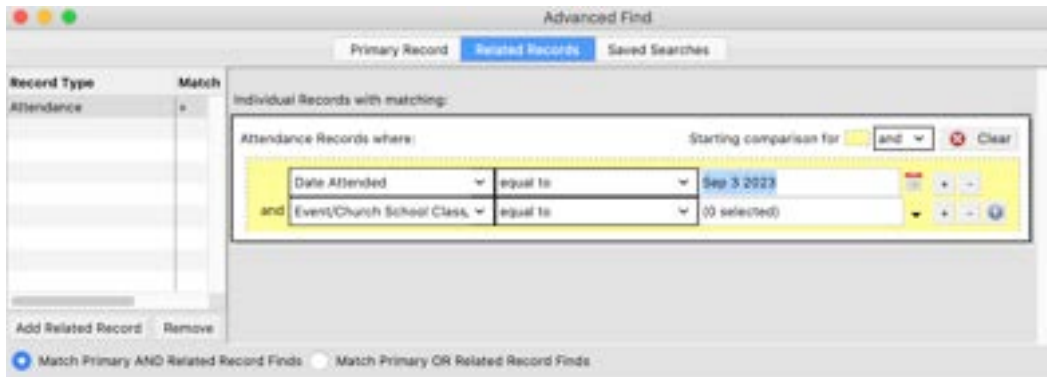 Advanced Find
Primary Record Related Records Saved Searches
Record Type Match
Attendance +
Individual Records with matching:
Attendance Records where: Starting comparison for and Clear
Date Attended equal to Sep 3 2023 + -
and Event/Church School Class, equal to (0 selected) + -
Add Related Record Remove
Match Primary AND Related Record Finds Match Primary OR Related Record Finds